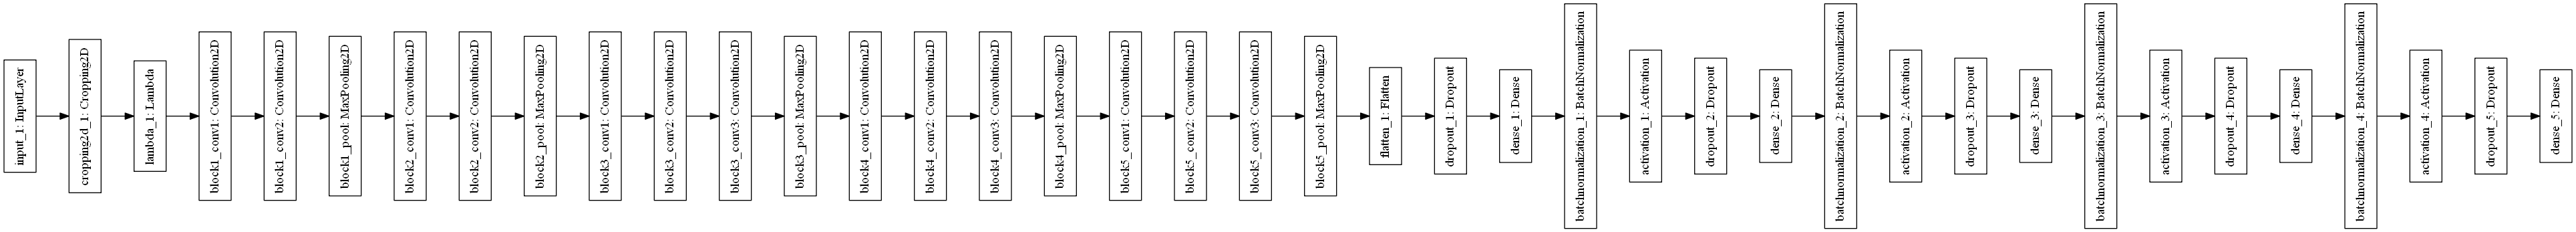 input_1: InputLayer
cropping2d_1: Cropping2D
lambda_1: Lambda
block1_conv1: Convolution2D
block1_conv2: Convolution2D
block1_pool: MaxPooling2D
block2_conv1: Convolution2D
block2_conv2: Convolution2D
block2_pool: MaxPooling2D
block3_conv1: Convolution2D
block3_conv2: Convolution2D
block3_conv3: Convolution2D
block3_pool: MaxPooling2D
block4_conv1: Convolution2D
block4_conv2: Convolution2D
block4_conv3: Convolution2D
block4_pool: MaxPooling2D
block5_conv1: Convolution2D
block5_conv2: Convolution2D
block5_conv3: Convolution2D
block5_pool: MaxPooling2D
flatten_1: Flatten
dropout_1: Dropout
dense_1: Dense
batchnormalization_1: BatchNormalization
activation_1: Activation
dropout_2: Dropout
dense_2: Dense
batchnormalization_2: BatchNormalization
activation_2: Activation
dropout_3: Dropout
dense_3: Dense
batchnormalization_3: BatchNormalization
activation_3: Activation
dropout_4: Dropout
dense_4: Dense
batchnormalization_4: BatchNormalization
activation_4: Activation
dropout_5: Dropout
dense_5: Dense